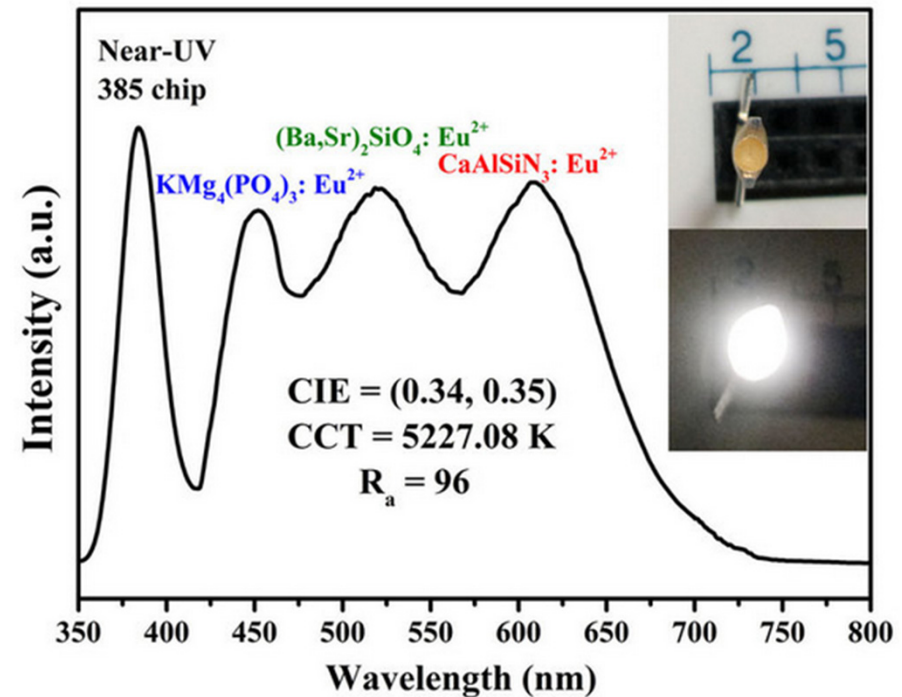 Near-UV
385 chip
(Ba,Sr)₂SiO₄: Eu²⁺
CaAlSiN₃: Eu²⁺
KMg₄(PO₄)₃: Eu²⁺
2 5
CIE = (0.34, 0.35)
CCT = 5227.08 K
Rₐ = 96
Intensity (a.u.)
350 400 450 500 550 600 650 700 750 800
Wavelength (nm)